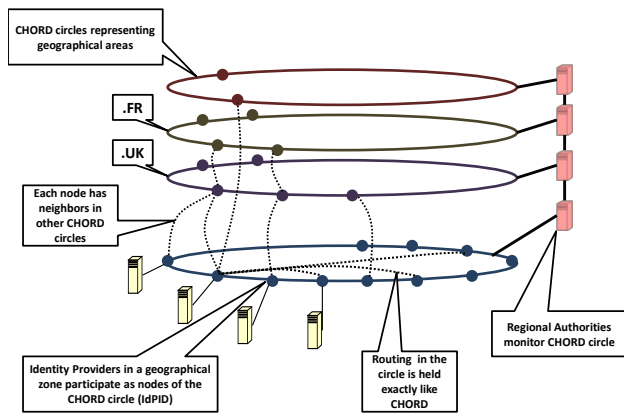 CHORD circles representing
geographical areas
.FR
.UK
Each node has
neighbors in
other CHORD
circles
Identity Providers in a geographical
zone participate as nodes of the
CHORD circle (IdPID)
Routing in the
circle is held
exactly like
CHORD
Regional Authorities
monitor CHORD circle